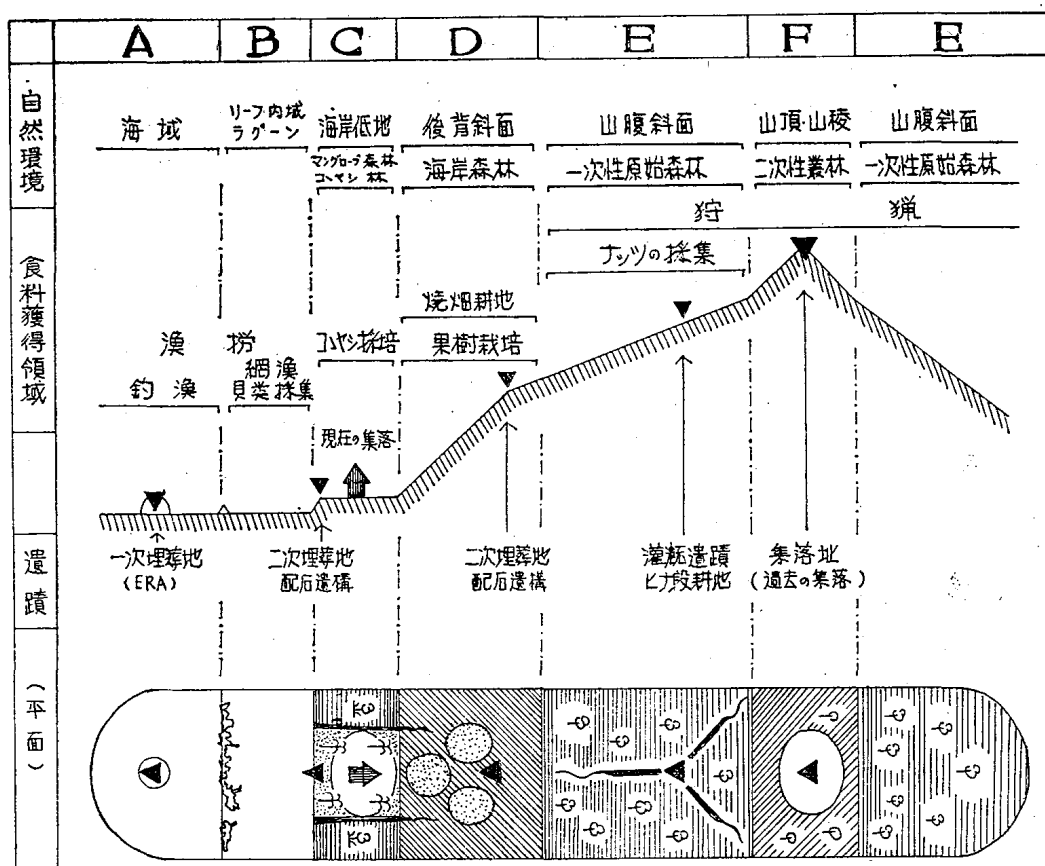 A B C D E F E
自然環境
海域
リーフ内域
ラグーン
海岸低地
後背斜面
山腹斜面
山頂・山稜
山腹斜面
マングローブ森林
ココヤシ林
海岸森林
一次性原始森林
二次性叢林
一次性原始森林
食料獲得領域
狩猟
ナッツの採集
焼畑耕地
漁撈
ココヤシ栽培
果樹栽培
釣漁
網漁
貝類採集
現在の集落
遺蹟
一次埋葬地
(ERA)
二次埋葬地
配石遺構
二次埋葬地
配石遺構
灌漑遺蹟
ヒナ段耕地
集落址
(過去の集落)
(平面)